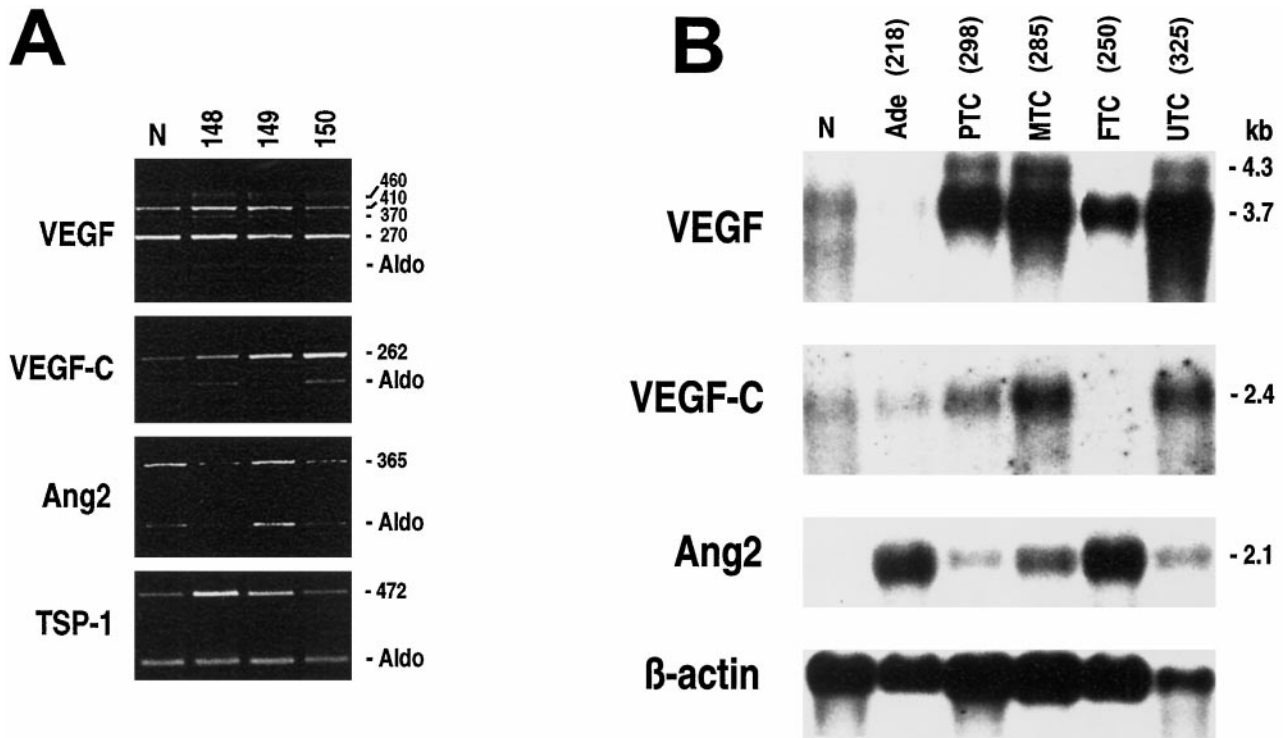 A
N 148 149 150
VEGF
460
410
370
- 270
- Aldo
VEGF-C
- 262
- Aldo
Ang2
- 365
- Aldo
TSP-1
- 472
- Aldo
B
N Ade (218) PTC (298) MTC (285) FTC (250) UTC (325) kb
VEGF
- 4.3
- 3.7
VEGF-C
- 2.4
Ang2
- 2.1
ß-actin